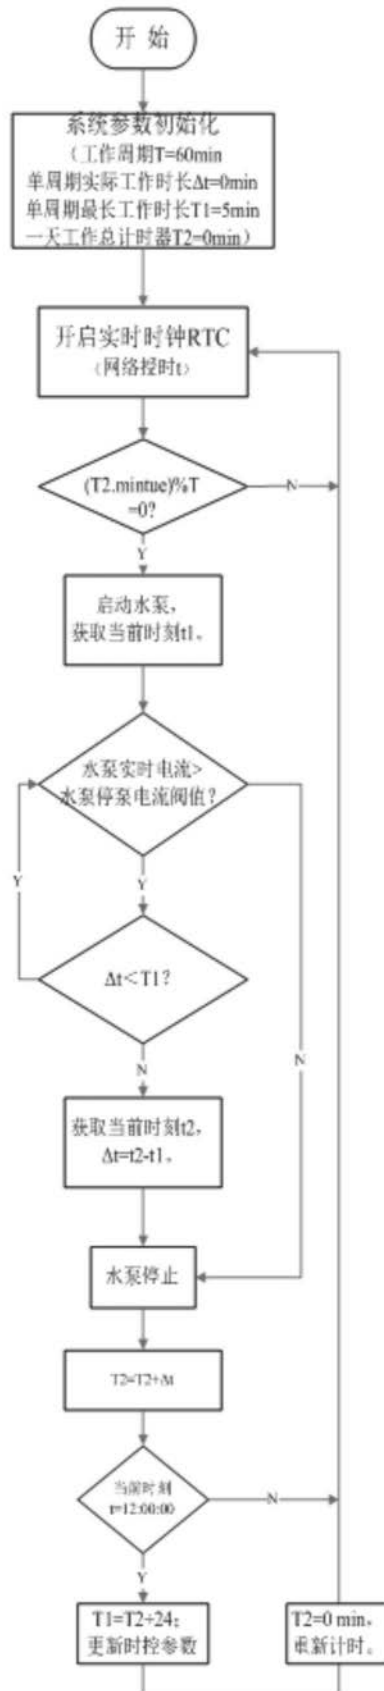 开 始
系统参数初始化
（工作周期T=60min
单周期实际工作时长Δt=0min
单周期最长工作时长T1=5min
一天工作总计时器T2=0min）
开启实时时钟RTC
（网络授时t）
(T2.mintue)%T
=0?
N
Y
启动水泵，
获取当前时刻t1。
水泵实时电流>
水泵停泵电流阀值？
Y
Y
Δt＜T1？
N
N
获取当前时刻t2，
Δt=t2-t1。
水泵停止
T2=T2+Δt
当前时刻
t=12:00:00
N
Y
T1=T2÷24；
更新时控参数
T2=0 min，
重新计时。